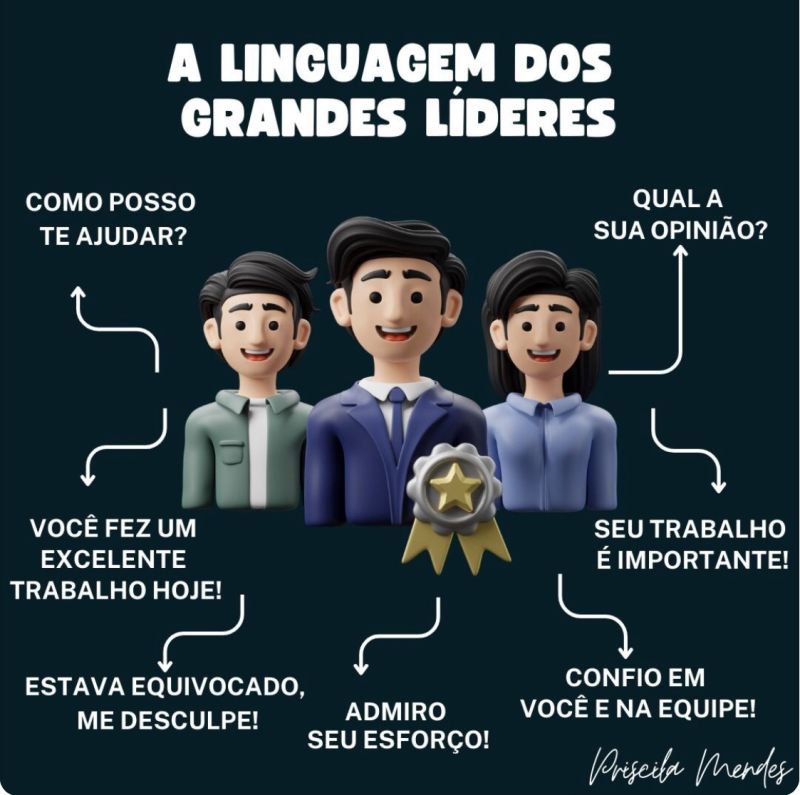 A LINGUAGEM DOS
GRANDES LÍDERES
COMO POSSO
TE AJUDAR?
QUAL A
SUA OPINIÃO?
VOCÊ FEZ UM
EXCELENTE
TRABALHO HOJE!
SEU TRABALHO
É IMPORTANTE!
ESTAVA EQUIVOCADO,
ME DESCULPE!
ADMIRO
SEU ESFORÇO!
CONFIO EM
VOCÊ E NA EQUIPE!
Priscila Mendes